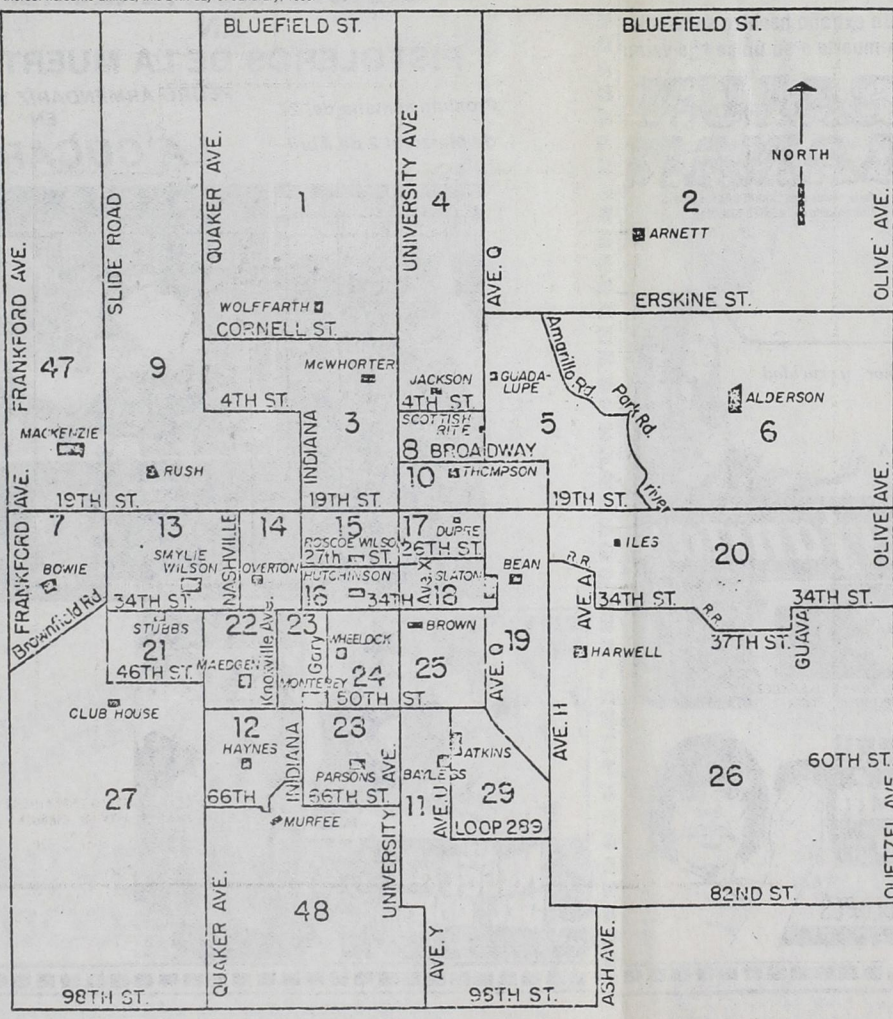 BLUEFIELD ST.
BLUEFIELD ST.
NORTH
QUAKER AVE.
UNIVERSITY AVE.
SLIDE ROAD
FRANKFORD AVE.
AVE. Q
OLIVE AVE.
1
4
2
ARNETT
WOLFFARTH
CORNELL ST.
ERSKINE ST.
47
9
McWHORTER
JACKSON
GUADA-
LUPE
Amarillo Rd.
Park Rd.
river
ALDERSON
6
4TH ST.
4TH ST.
INDIANA
3
SCOTTISH
RITE
5
MACKENZIE
8 BROADWAY
RUSH
10
THOMPSON
19TH ST.
19TH ST.
19TH ST.
OLIVE AVE.
FRANKFORD AVE.
7
13
14
15
17
DUPRE
NASHVILLE
ROSCOE WILSON
27th ST.
26TH ST.
ILES
20
BOWIE
SMYLIE
WILSON
OVERTON
HUTCHINSON
16
AVE. X
SLATON
18
BEAN
R.R.
AVE. A
34TH ST.
34TH
34TH ST.
34TH ST.
Brownfield Rd.
STUBBS
21
46TH ST.
22
MAEDGEN
Knoxville Ave.
23
Gary
WHEELOCK
24
MONTEREY
BROWN
25
50TH ST.
19
AVE. Q
AVE. H
HARWELL
R.R.
37TH ST.
GUAVA
CLUB HOUSE
12
HAYNES
INDIANA
23
PARSONS
66TH
66TH ST.
MURFEE
UNIVERSITY AVE.
BAYLESS
11
AVE. U
ATKINS
29
LOOP 289
26
60TH ST.
QUETZEL AVE.
27
48
QUAKER AVE.
82ND ST.
AVE. Y
ASH AVE.
98TH ST.
98TH ST.